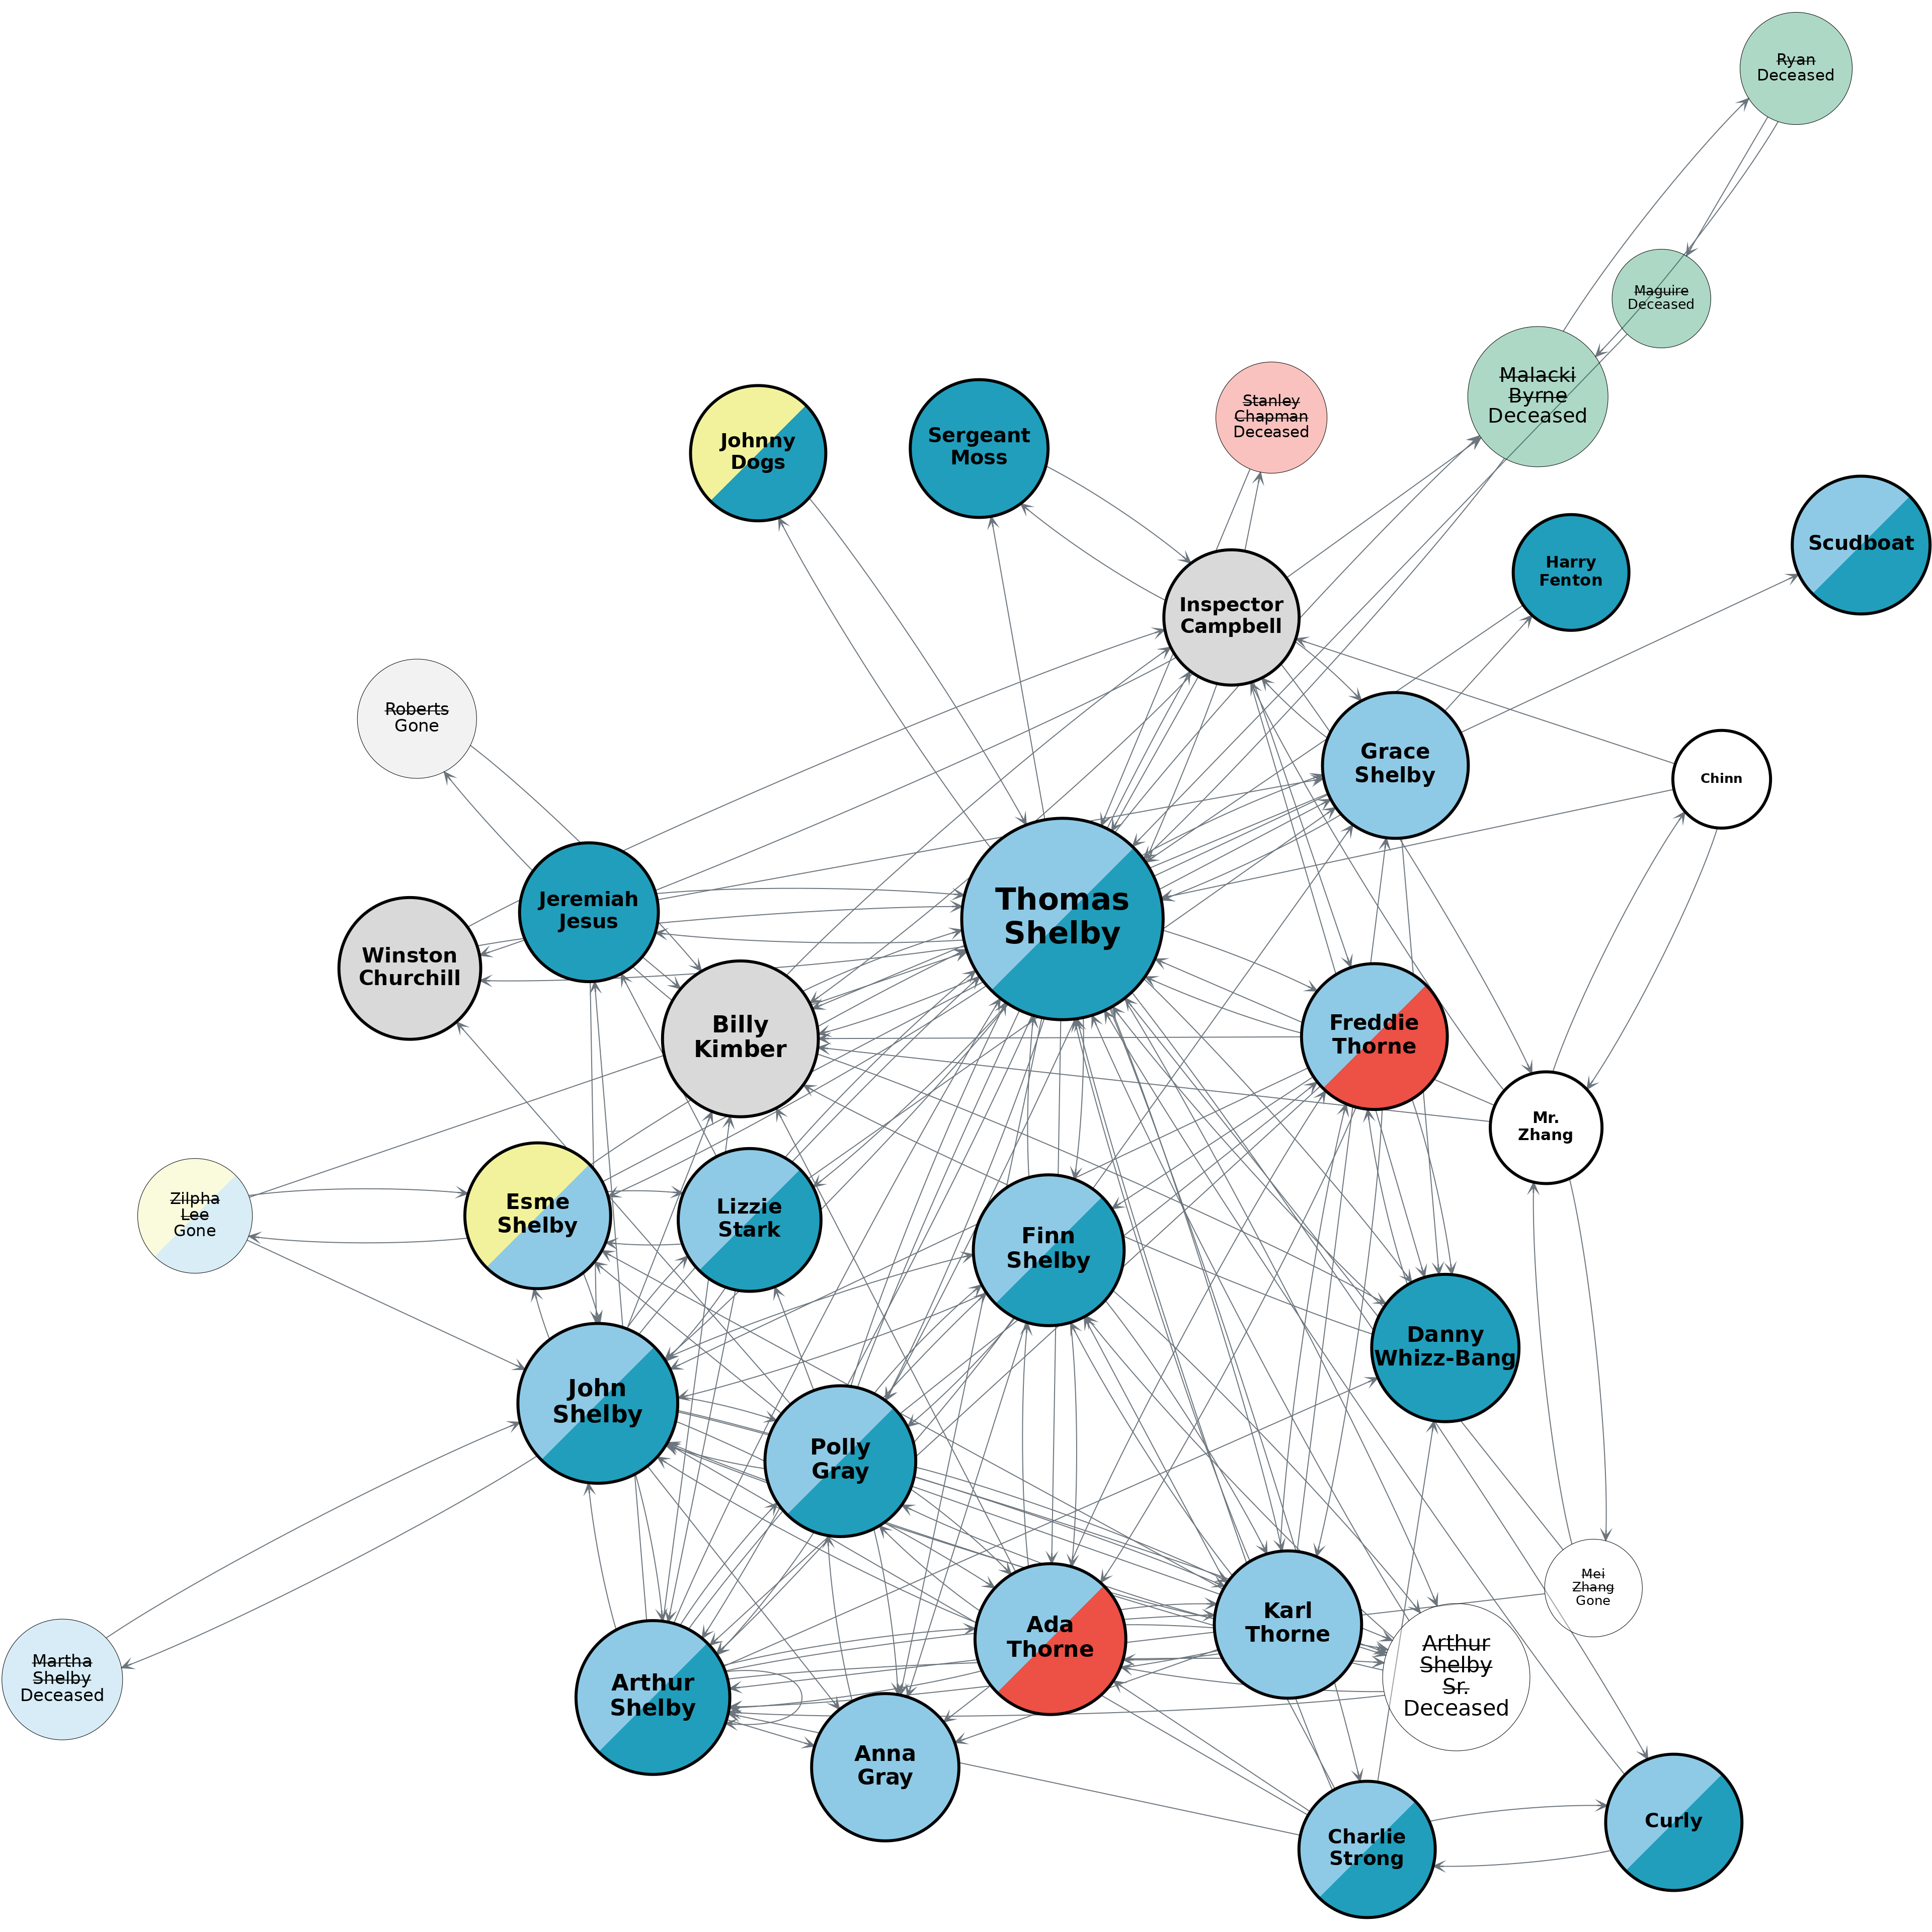 Ryan
Deceased
Maguire
Deceased
Malacki
Byrne
Deceased
Stanley
Chapman
Deceased
Johnny
Dogs
Sergeant
Moss
Scudboat
Harry
Fenton
Inspector
Campbell
Roberts
Gone
Grace
Shelby
Chinn
Jeremiah
Jesus
Thomas
Shelby
Winston
Churchill
Billy
Kimber
Freddie
Thorne
Mr.
Zhang
Zilpha
Lee
Gone
Esme
Shelby
Lizzie
Stark
Finn
Shelby
Danny
Whizz-Bang
John
Shelby
Polly
Gray
Mei
Zhang
Gone
Ada
Thorne
Karl
Thorne
Arthur
Shelby
Sr.
Deceased
Martha
Shelby
Deceased
Arthur
Shelby
Anna
Gray
Charlie
Strong
Curly